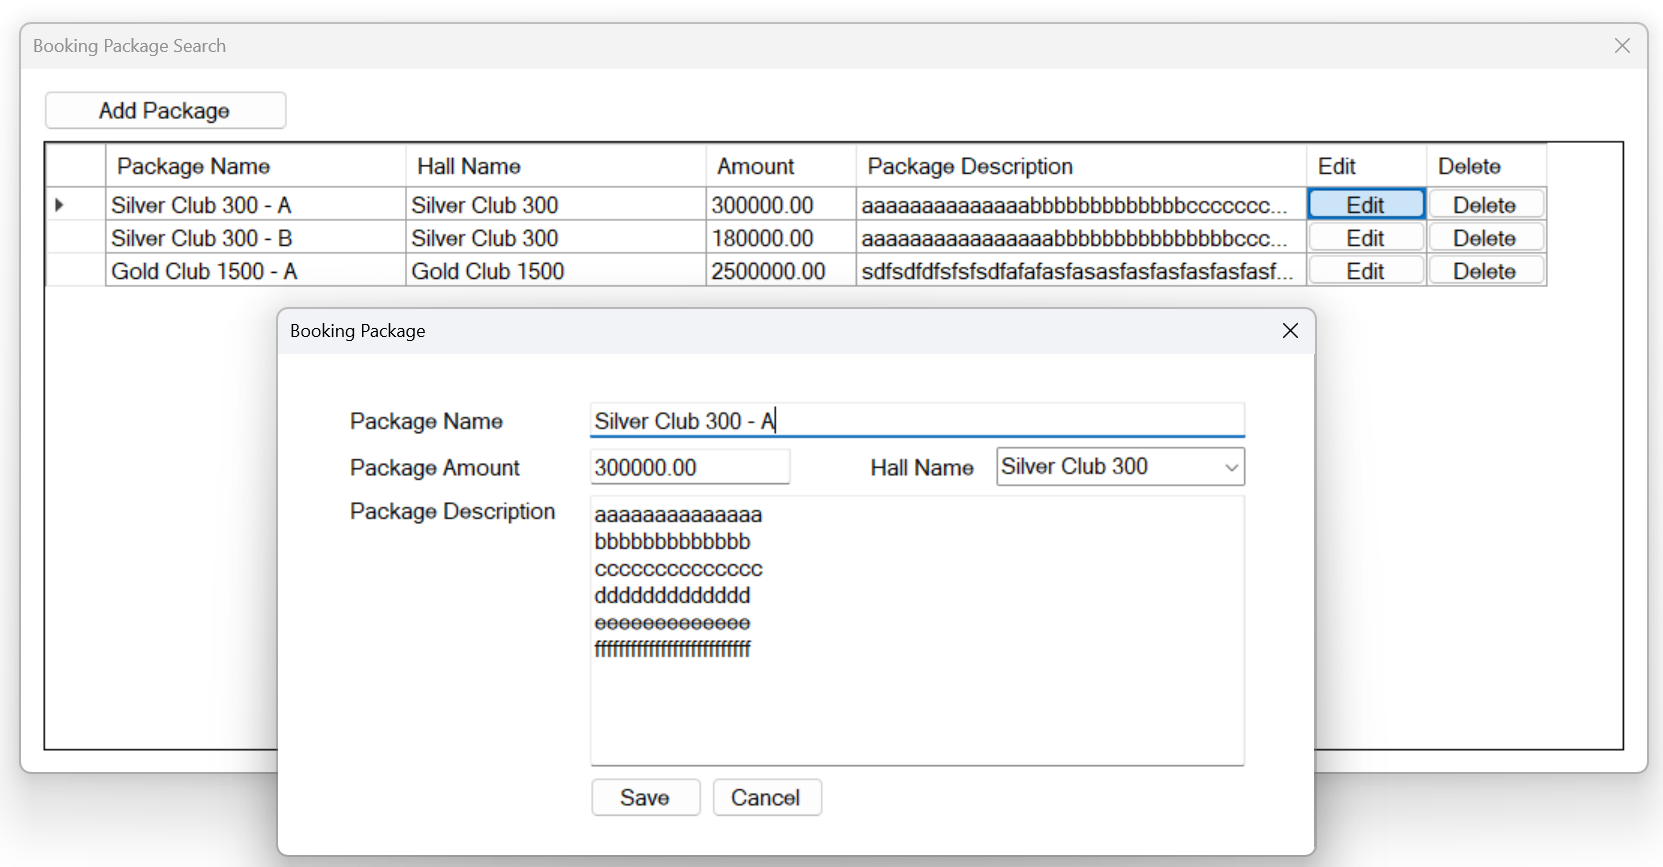 Booking Package Search
Add Package
Package Name Hall Name Amount Package Description Edit Delete
Silver Club 300 - A Silver Club 300 300000.00 aaaaaaaaaaaaaabbbbbbbbbbbbbccccccc... Edit Delete
Silver Club 300 - B Silver Club 300 180000.00 aaaaaaaaaaaaaaaabbbbbbbbbbbbbbbccc... Edit Delete
Gold Club 1500 - A Gold Club 1500 2500000.00 sdfsdfdfsfsfsdfafafasfasasfasfasfasfasfasf... Edit Delete
Booking Package
Package Name Silver Club 300 - A
Package Amount 300000.00 Hall Name Silver Club 300
Package Description
aaaaaaaaaaaaaa
bbbbbbbbbbbbb
cccccccccccccc
ddddddddddddd
eeeeeeeeeeeee
ffffffffffffffffffffffffff
Save Cancel